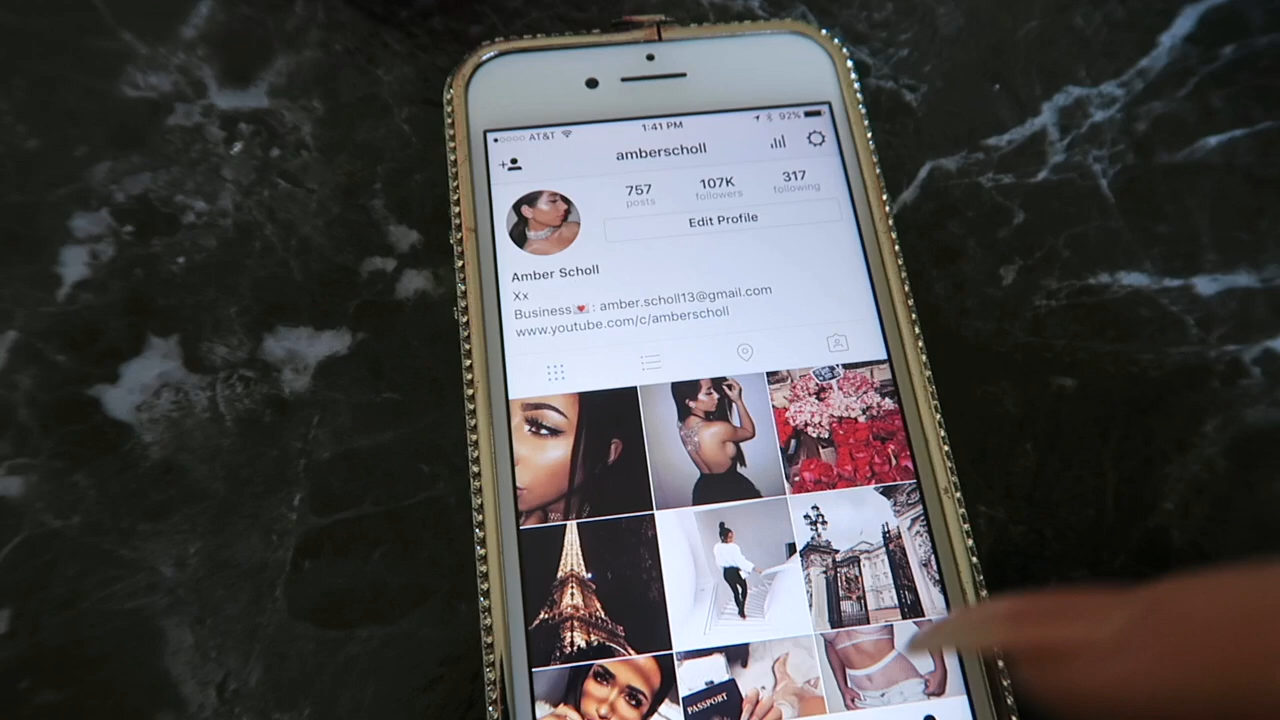 ●○○○○ AT&T 1:41 PM 92%
amberscholl
757 107K 317
posts followers following
Edit Profile
Amber Scholl
Xx
Business💌: amber.scholl13@gmail.com
www.youtube.com/c/amberscholl
PASSPORT